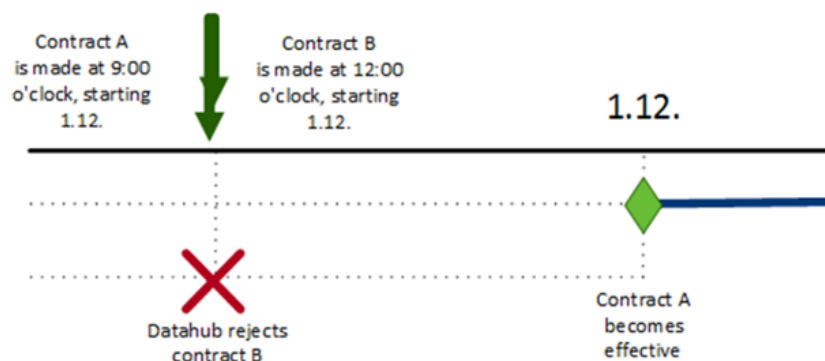 Contract A
is made at 9:00
o'clock, starting
1.12.
Contract B
is made at 12:00
o'clock, starting
1.12.
1.12.
Datahub rejects
contract B
Contract A
becomes
effective